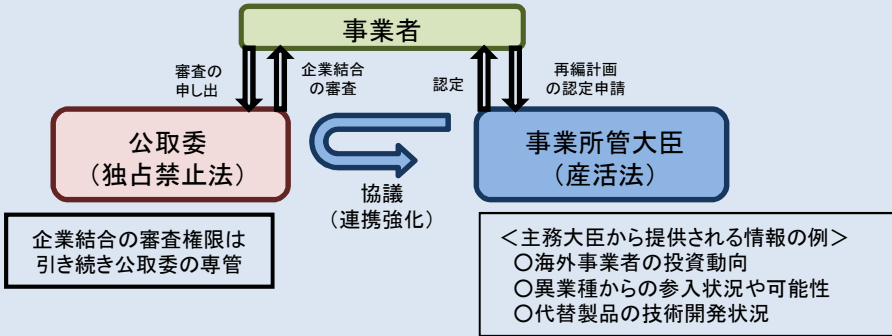 事業者
審査の
申し出
企業結合
の審査
認定
再編計画
の認定申請
公取委
（独占禁止法）
事業所管大臣
（産活法）
協議
（連携強化）
企業結合の審査権限は
引き続き公取委の専管
＜主務大臣から提供される情報の例＞
○海外事業者の投資動向
○異業種からの参入状況や可能性
○代替製品の技術開発状況